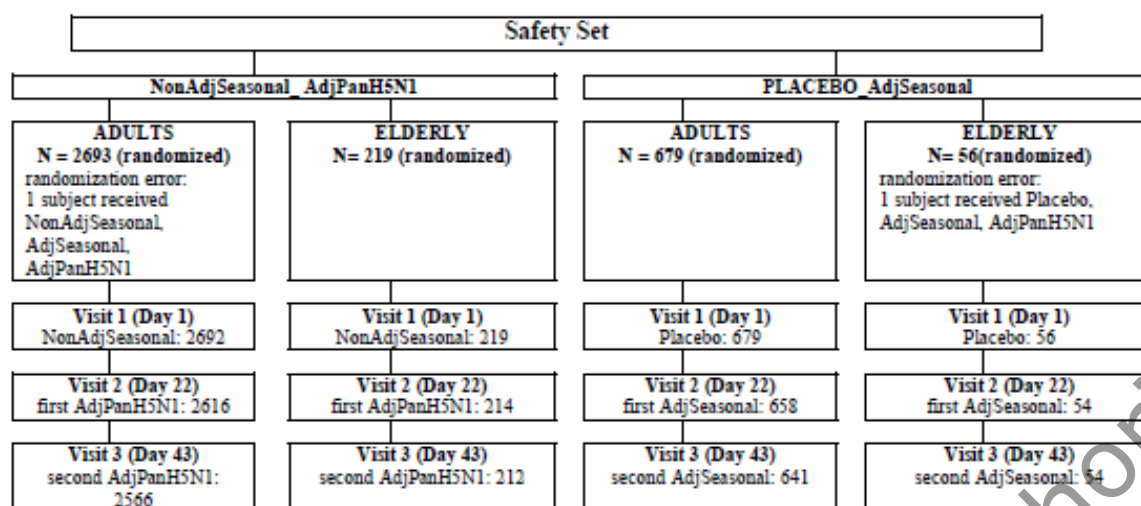 Safety Set
NonAdjSeasonal_ AdjPanH5N1
PLACEBO_AdjSeasonal
ADULTS
N = 2693 (randomized)
randomization error:
1 subject received
NonAdjSeasonal,
AdjSeasonal,
AdjPanH5N1
ELDERLY
N= 219 (randomized)
ADULTS
N = 679 (randomized)
ELDERLY
N= 56(randomized)
randomization error:
1 subject received Placebo,
AdjSeasonal, AdjPanH5N1
Visit 1 (Day 1)
NonAdjSeasonal: 2692
Visit 1 (Day 1)
NonAdjSeasonal: 219
Visit 1 (Day 1)
Placebo: 679
Visit 1 (Day 1)
Placebo: 56
Visit 2 (Day 22)
first AdjPanH5N1: 2616
Visit 2 (Day 22)
first AdjPanH5N1: 214
Visit 2 (Day 22)
first AdjSeasonal: 658
Visit 2 (Day 22)
first AdjSeasonal: 54
Visit 3 (Day 43)
second AdjPanH5N1:
2566
Visit 3 (Day 43)
second AdjPanH5N1: 212
Visit 3 (Day 43)
second AdjSeasonal: 641
Visit 3 (Day 43)
second AdjSeasonal: 54